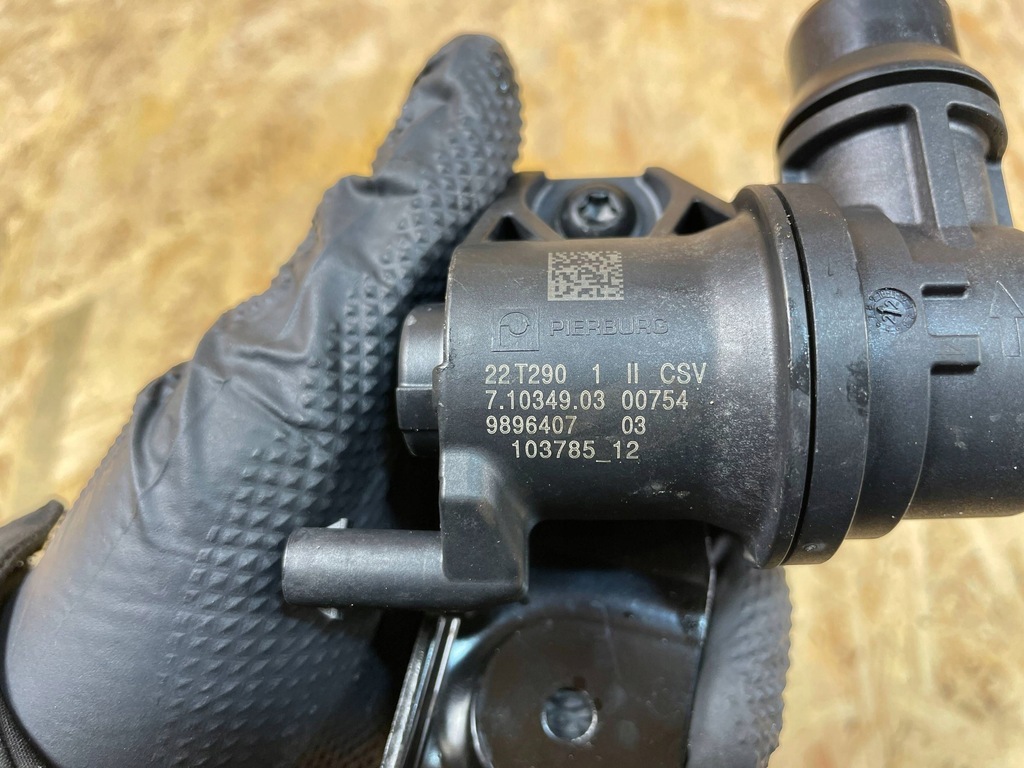 PIERBURG
22T290 1 II CSV
7.10349.03 00754
9896407 03
103785_12